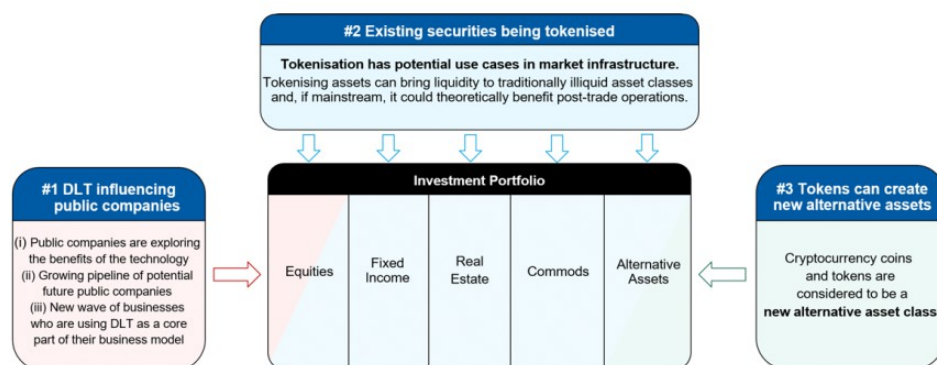 #2 Existing securities being tokenised
Tokenisation has potential use cases in market infrastructure.
Tokenising assets can bring liquidity to traditionally illiquid asset classes
and, if mainstream, it could theoretically benefit post-trade operations.
#1 DLT influencing
public companies
(i) Public companies are exploring
the benefits of the technology
(ii) Growing pipeline of potential
future public companies
(iii) New wave of businesses
who are using DLT as a core
part of their business model
Investment Portfolio
Equities
Fixed
Income
Real
Estate
Commods
Alternative
Assets
#3 Tokens can create
new alternative assets
Cryptocurrency coins
and tokens are
considered to be a
new alternative asset class